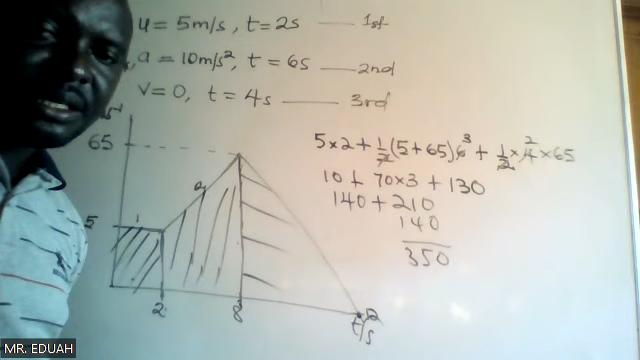 u = 5m/s, t = 2s — 1st
a = 10m/s², t = 6s — 2nd
V = 0, t = 4s — 3rd
65
5
1
a
2
8
12
t/s
5×2 + 1/2(5+65)6 3 + 1/2 × 4 2 × 65
10 + 70×3 + 130
140 + 210
140
350
MR. EDUAH